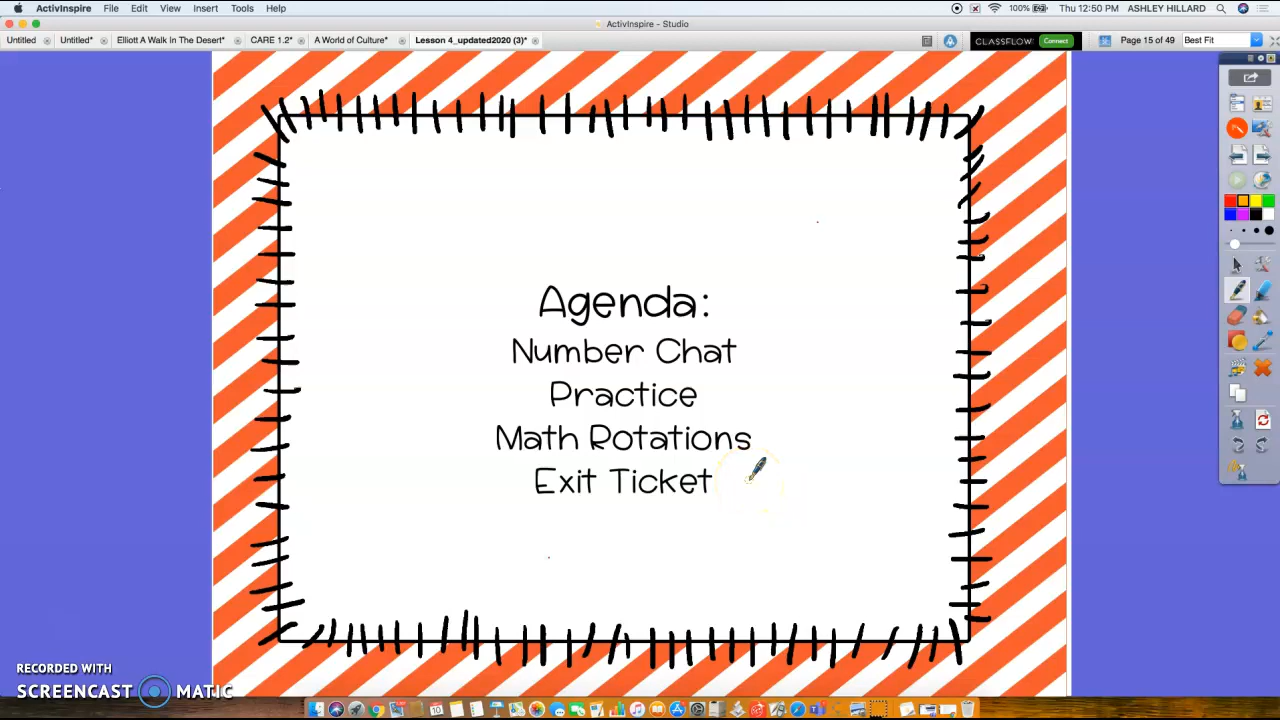 ActivInspire File Edit View Insert Tools Help 100% Thu 12:50 PM ASHLEY HILLARD
ActivInspire - Studio
Untitled Untitled* Elliott A Walk In The Desert* CARE 1.2* A World of Culture* Lesson 4_updated2020 (3)* CLASSFLOW Connect Page 15 of 49 Best Fit
Agenda:
Number Chat
Practice
Math Rotations
Exit Ticket
RECORDED WITH
SCREENCAST MATIC